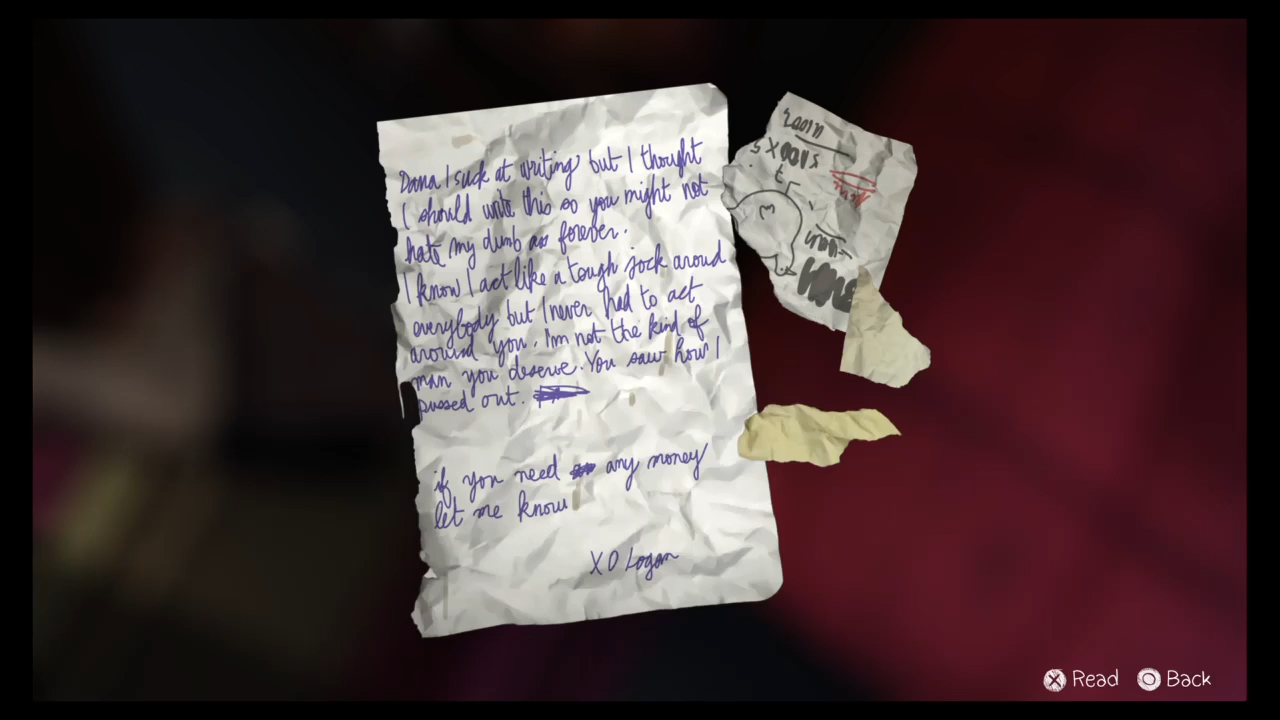 Dana I suck at writing but I thought
I should write this so you might not
hate my dumb ass forever.
I know I act like a tough jock around
everybody but I never had to act
around you. I'm not the kind of
man you deserve. You saw how I
pussed out.
if you need any money
let me know
XO Logan
Read Back